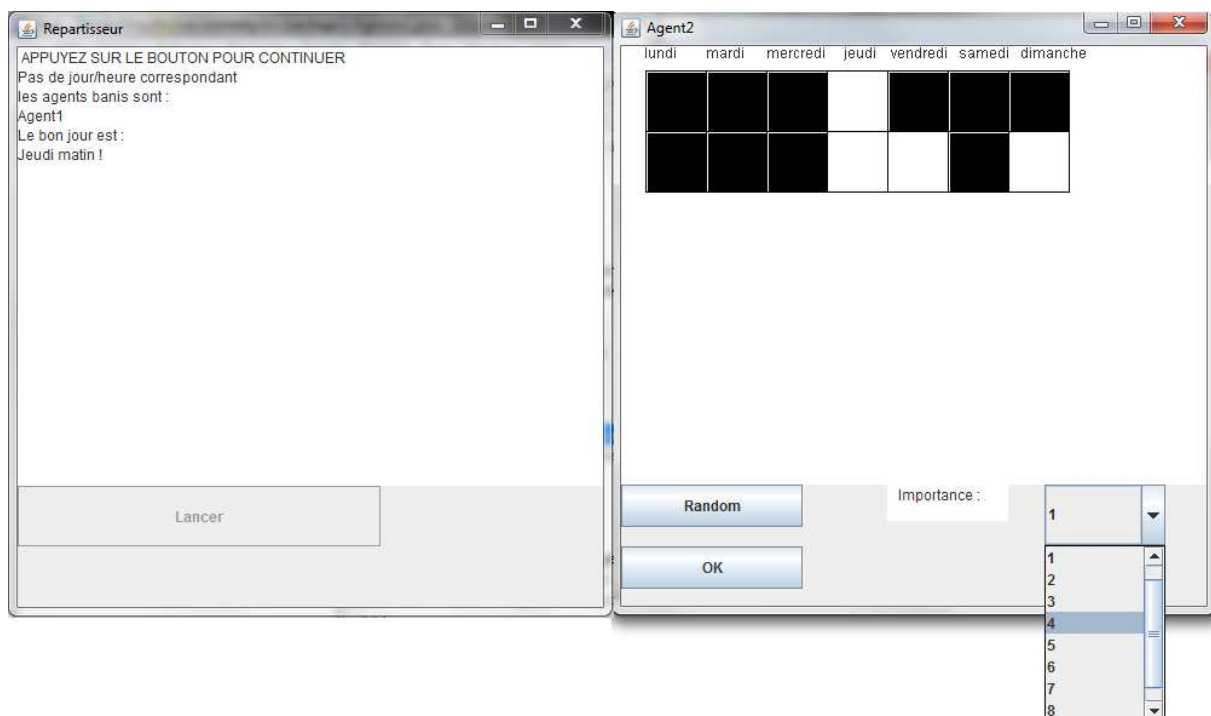 Repartisseur
APPUYEZ SUR LE BOUTON POUR CONTINUER
Pas de jour/heure correspondant
les agents banis sont :
Agent1
Le bon jour est :
Jeudi matin !
Lancer
Agent2
lundi mardi mercredi jeudi vendredi samedi dimanche
Random
Importance :
1
OK
1
2
3
4
5
6
7
8